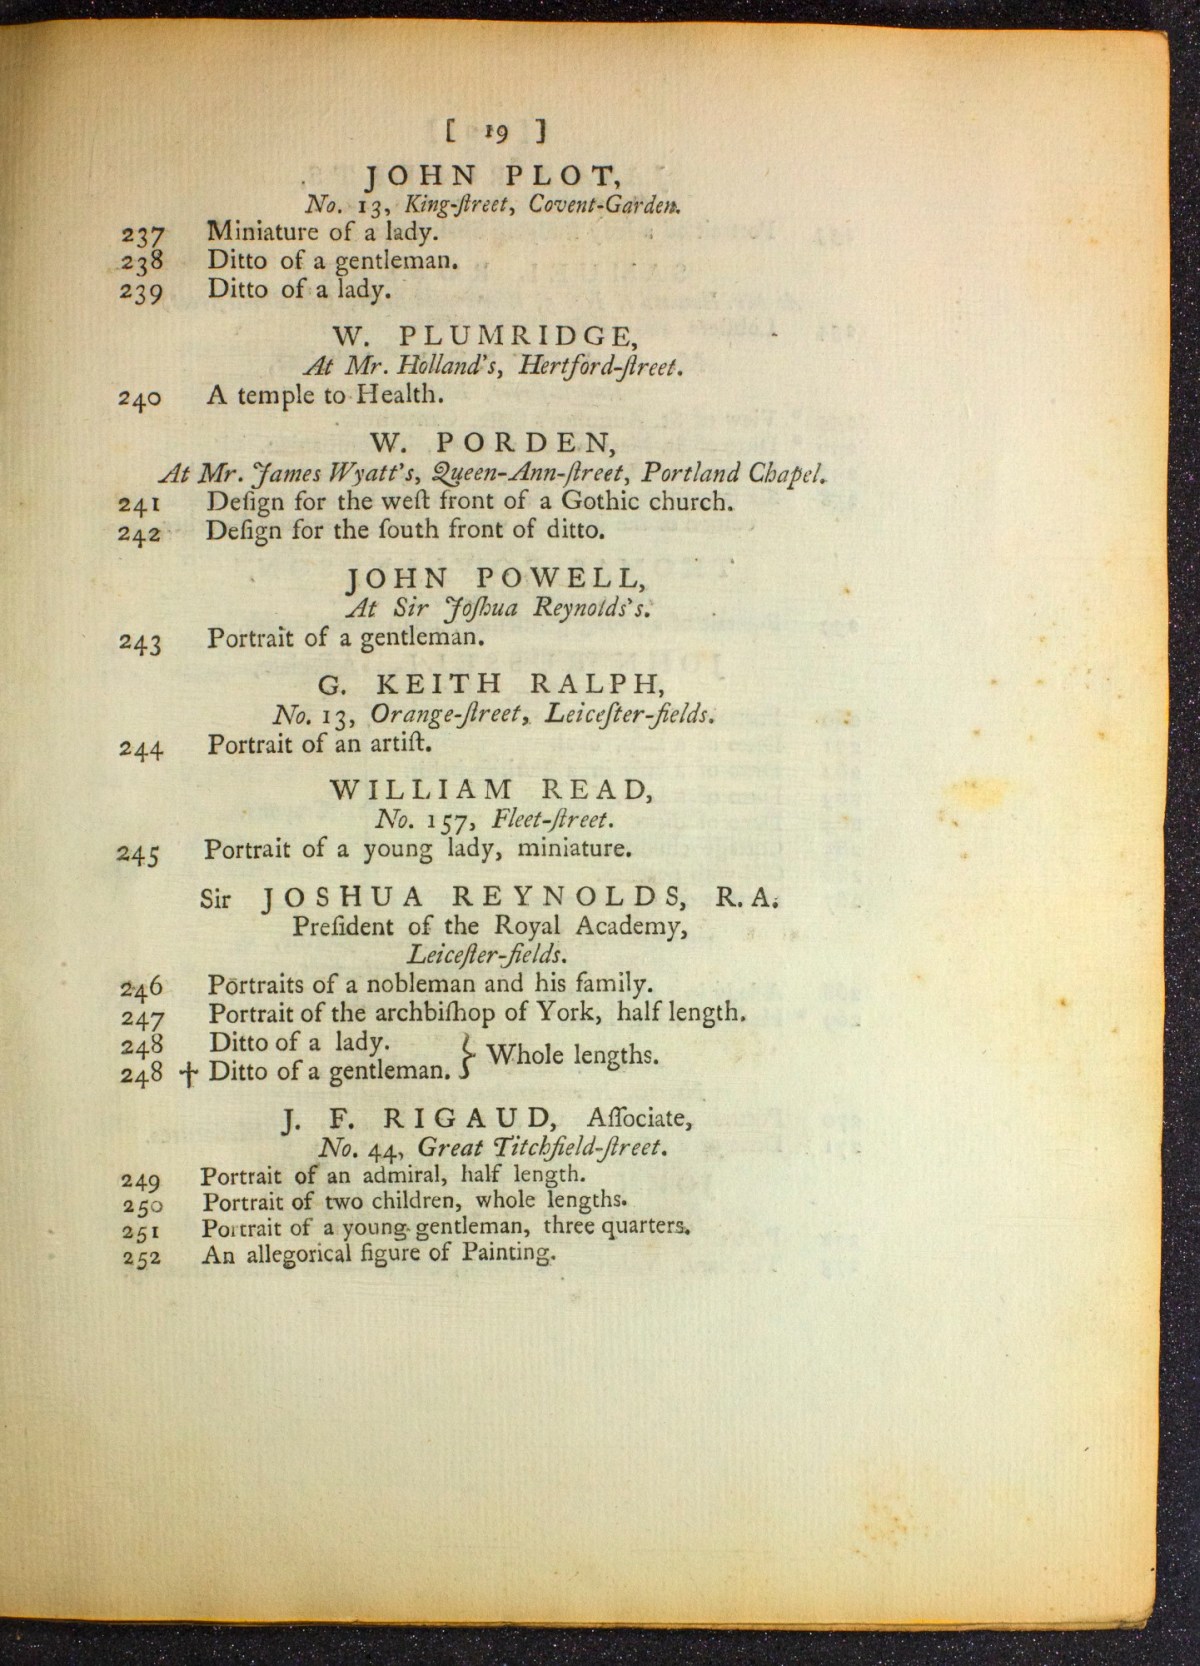 [ 19 ]
JOHN PLOT,
No. 13, King-ſtreet, Covent-Garden.
237 Miniature of a lady.
238 Ditto of a gentleman.
239 Ditto of a lady.
W. PLUMRIDGE,
At Mr. Holland's, Hertford-ſtreet.
240 A temple to Health.
W. PORDEN,
At Mr. James Wyatt's, Queen-Ann-ſtreet, Portland Chapel.
241 Deſign for the weſt front of a Gothic church.
242 Deſign for the ſouth front of ditto.
JOHN POWELL,
At Sir Joſhua Reynolds's.
243 Portrait of a gentleman.
G. KEITH RALPH,
No. 13, Orange-ſtreet, Leiceſter-fields.
244 Portrait of an artiſt.
WILLIAM READ,
No. 157, Fleet-ſtreet.
245 Portrait of a young lady, miniature.
Sir JOSHUA REYNOLDS, R. A.
Preſident of the Royal Academy,
Leiceſter-fields.
246 Portraits of a nobleman and his family.
247 Portrait of the archbiſhop of York, half length.
248 Ditto of a lady. } Whole lengths.
248 † Ditto of a gentleman.
J. F. RIGAUD, Aſſociate,
No. 44, Great Titchfield-ſtreet.
249 Portrait of an admiral, half length.
250 Portrait of two children, whole lengths.
251 Portrait of a young gentleman, three quarters.
252 An allegorical figure of Painting.